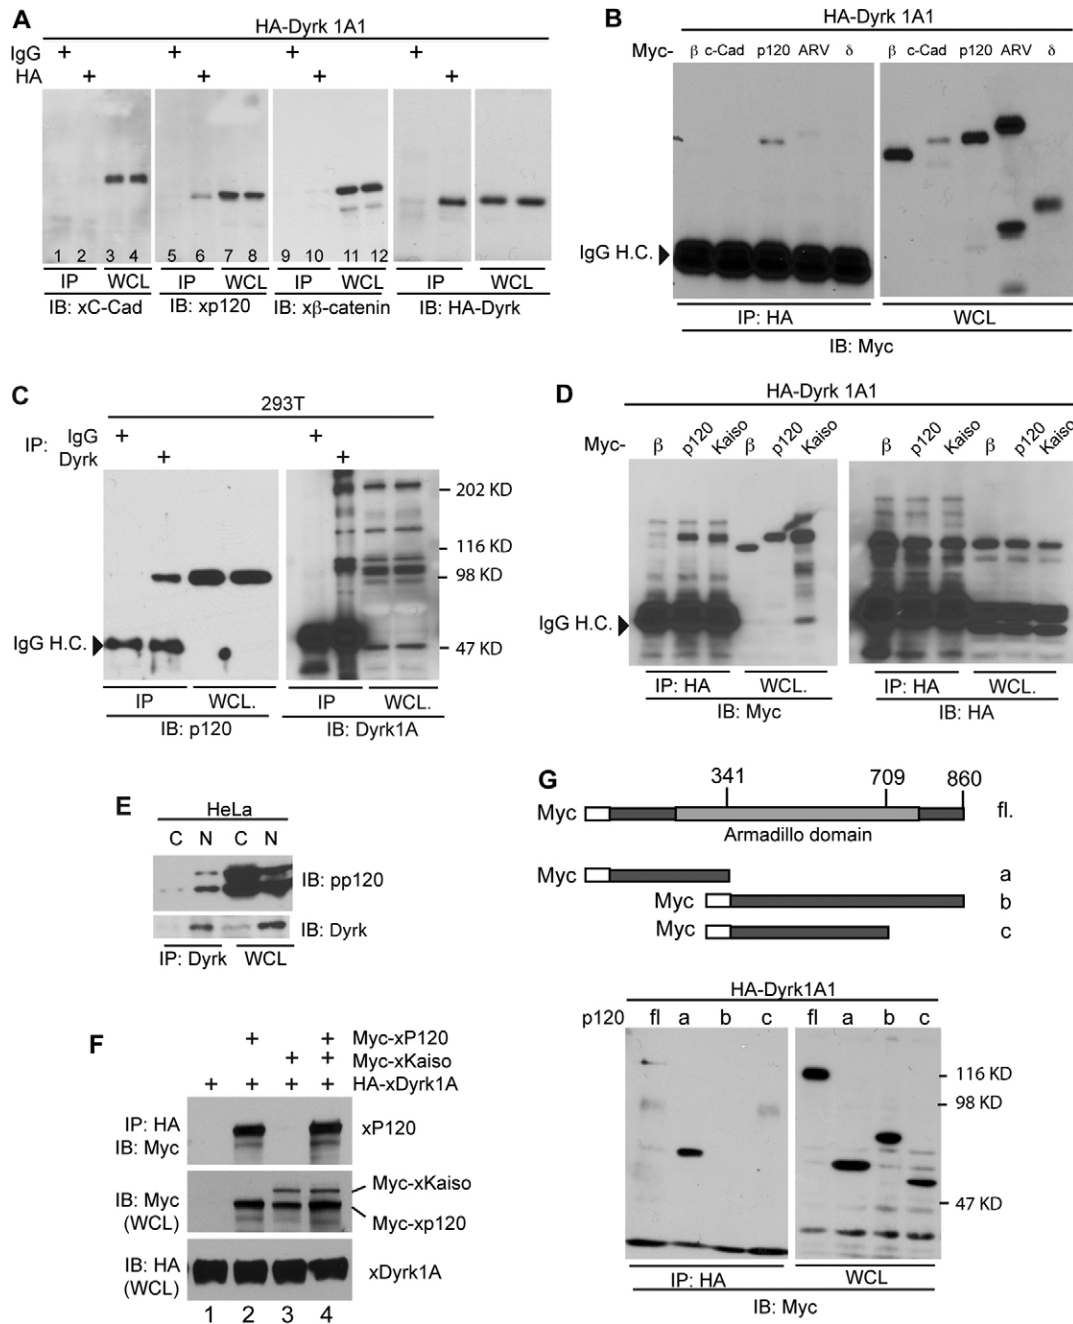 A
HA-Dyrk 1A1
IgG + + + +
HA + + + +
1 2 3 4 5 6 7 8 9 10 11 12
IP WCL IP WCL IP WCL IP WCL
IB: xC-Cad IB: xp120 IB: xβ-catenin IB: HA-Dyrk
B
HA-Dyrk 1A1
Myc- β c-Cad p120 ARV δ β c-Cad p120 ARV δ
IgG H.C.
IP: HA WCL
IB: Myc
C
293T
IP: IgG + +
Dyrk + +
202 KD
116 KD
98 KD
IgG H.C.
47 KD
IP WCL. IP WCL.
IB: p120 IB: Dyrk1A
D
HA-Dyrk 1A1
Myc- β p120 Kaiso β p120 Kaiso β p120 Kaiso β p120 Kaiso
IgG H.C.
IP: HA WCL. IP: HA WCL.
IB: Myc IB: HA
E
HeLa
C N C N
IB: pp120
IB: Dyrk
IP: Dyrk WCL
F
+ + Myc-xP120
+ + Myc-xKaiso
+ + + + HA-xDyrk1A
IP: HA
IB: Myc
xP120
IB: Myc
(WCL)
Myc-xKaiso
Myc-xp120
IB: HA
(WCL)
xDyrk1A
1 2 3 4
G
341 709 860
Myc fl.
Armadillo domain
Myc a
Myc b
Myc c
HA-Dyrk1A1
p120 fl a b c fl a b c
116 KD
98 KD
47 KD
IP: HA WCL
IB: Myc